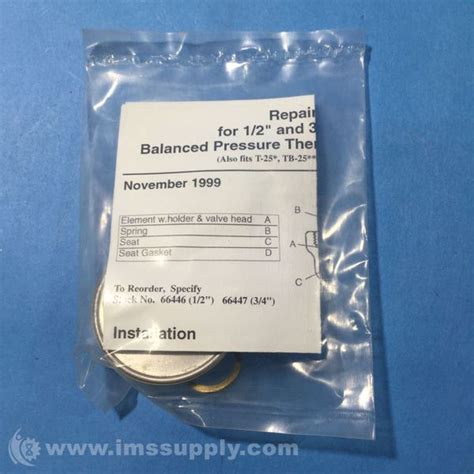 Repair
for 1/2" and 3
Balanced Pressure Ther
(Also fits T-25*, TB-25**
November 1999
Element w.holder & valve head A
Spring B
Seat C
Seat Gasket D
B
A
C
To Reorder, Specify
Stock No. 66446 (1/2") 66447 (3/4")
Installation
www.imssupply.com